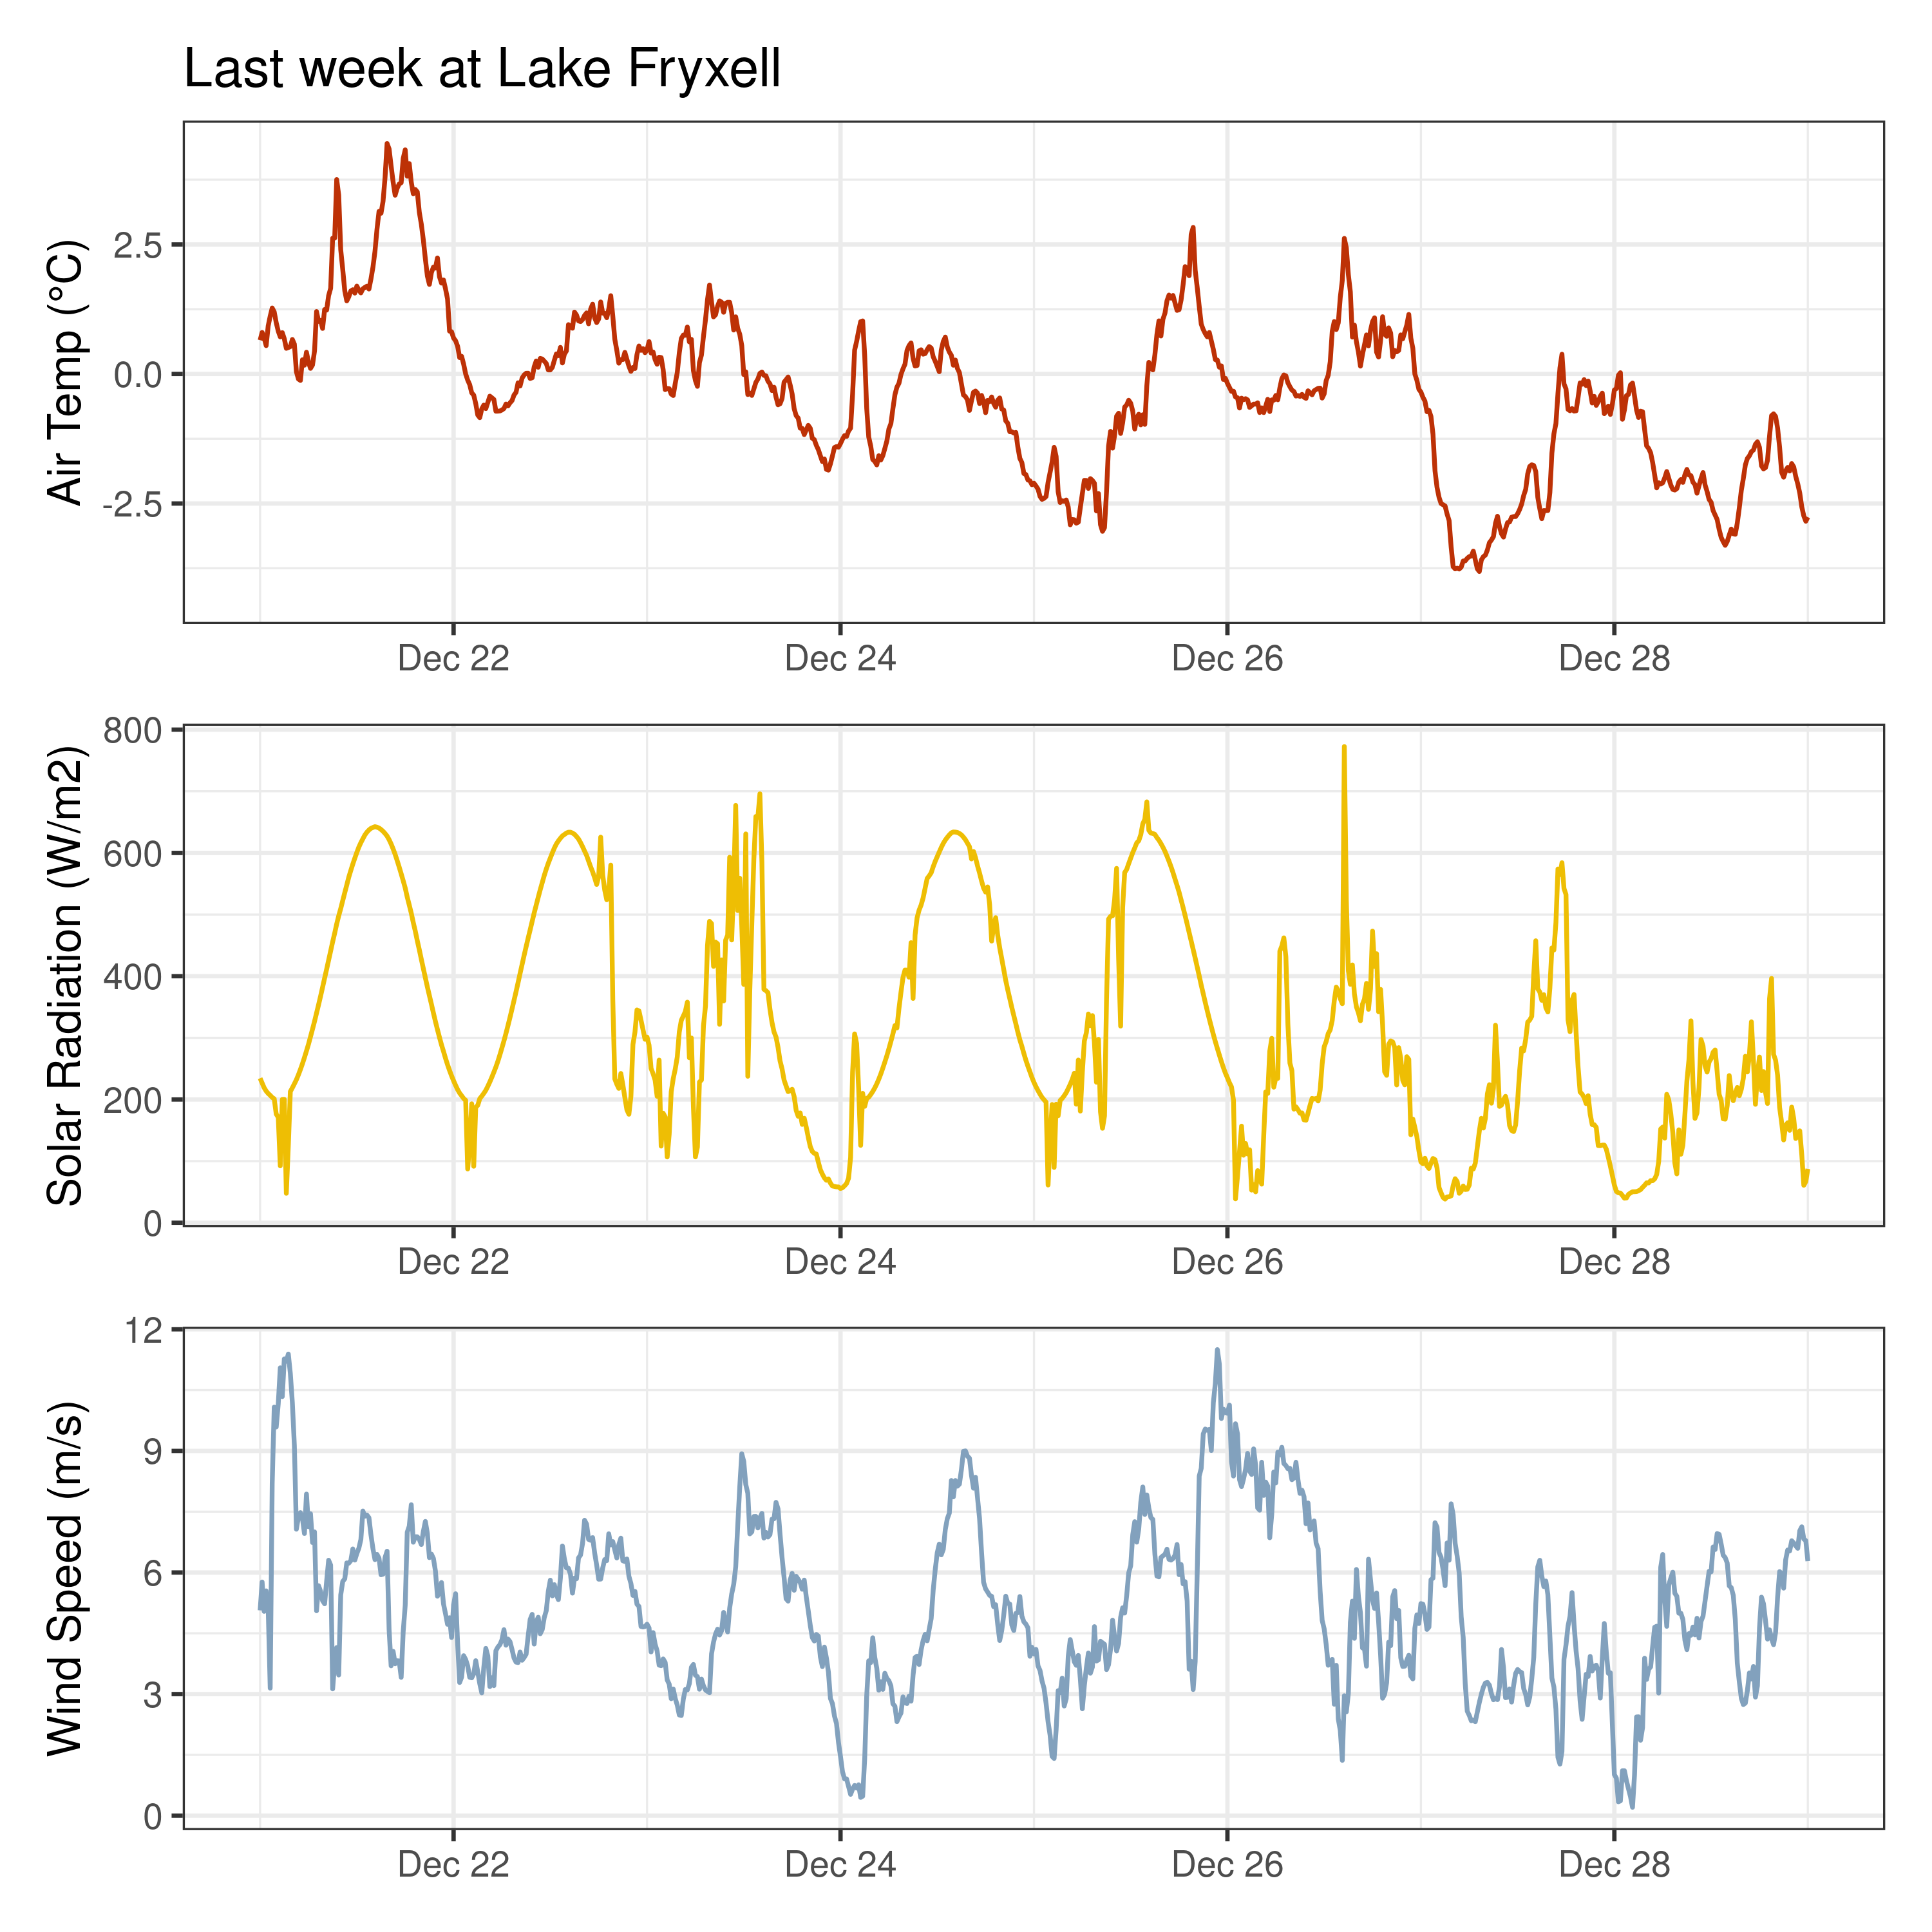 Last week at Lake Fryxell
Air Temp (°C)
2.5
0.0
-2.5
Dec 22 Dec 24 Dec 26 Dec 28
Solar Radiation (W/m2)
800
600
400
200
0
Dec 22 Dec 24 Dec 26 Dec 28
Wind Speed (m/s)
12
9
6
3
0
Dec 22 Dec 24 Dec 26 Dec 28